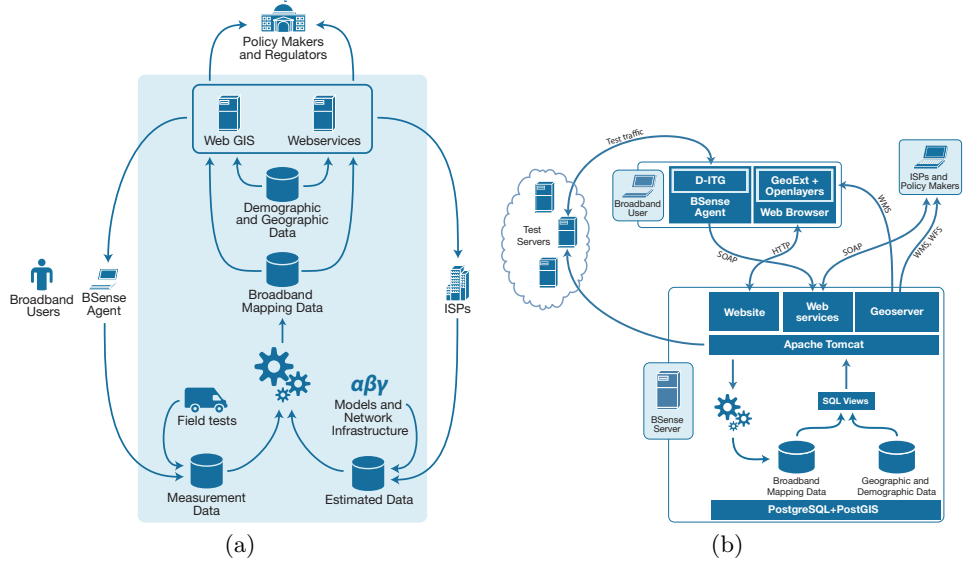 Policy Makers
and Regulators
Web GIS
Webservices
Demographic
and Geographic
Data
Broadband
Users
BSense
Agent
Broadband
Mapping Data
ISPs
αβγ
Field tests
Models and
Network
Infrastructure
Measurement
Data
Estimated Data
(a)
Test traffic
Test
Servers
Broadband
User
D-ITG
BSense
Agent
GeoExt +
Openlayers
Web Browser
ISPs and
Policy Makers
WMS
SOAP
HTTP
SOAP
WMS, WFS
Website
Web
services
Geoserver
Apache Tomcat
BSense
Server
SQL Views
Broadband
Mapping Data
Geographic and
Demographic Data
PostgreSQL+PostGIS
(b)